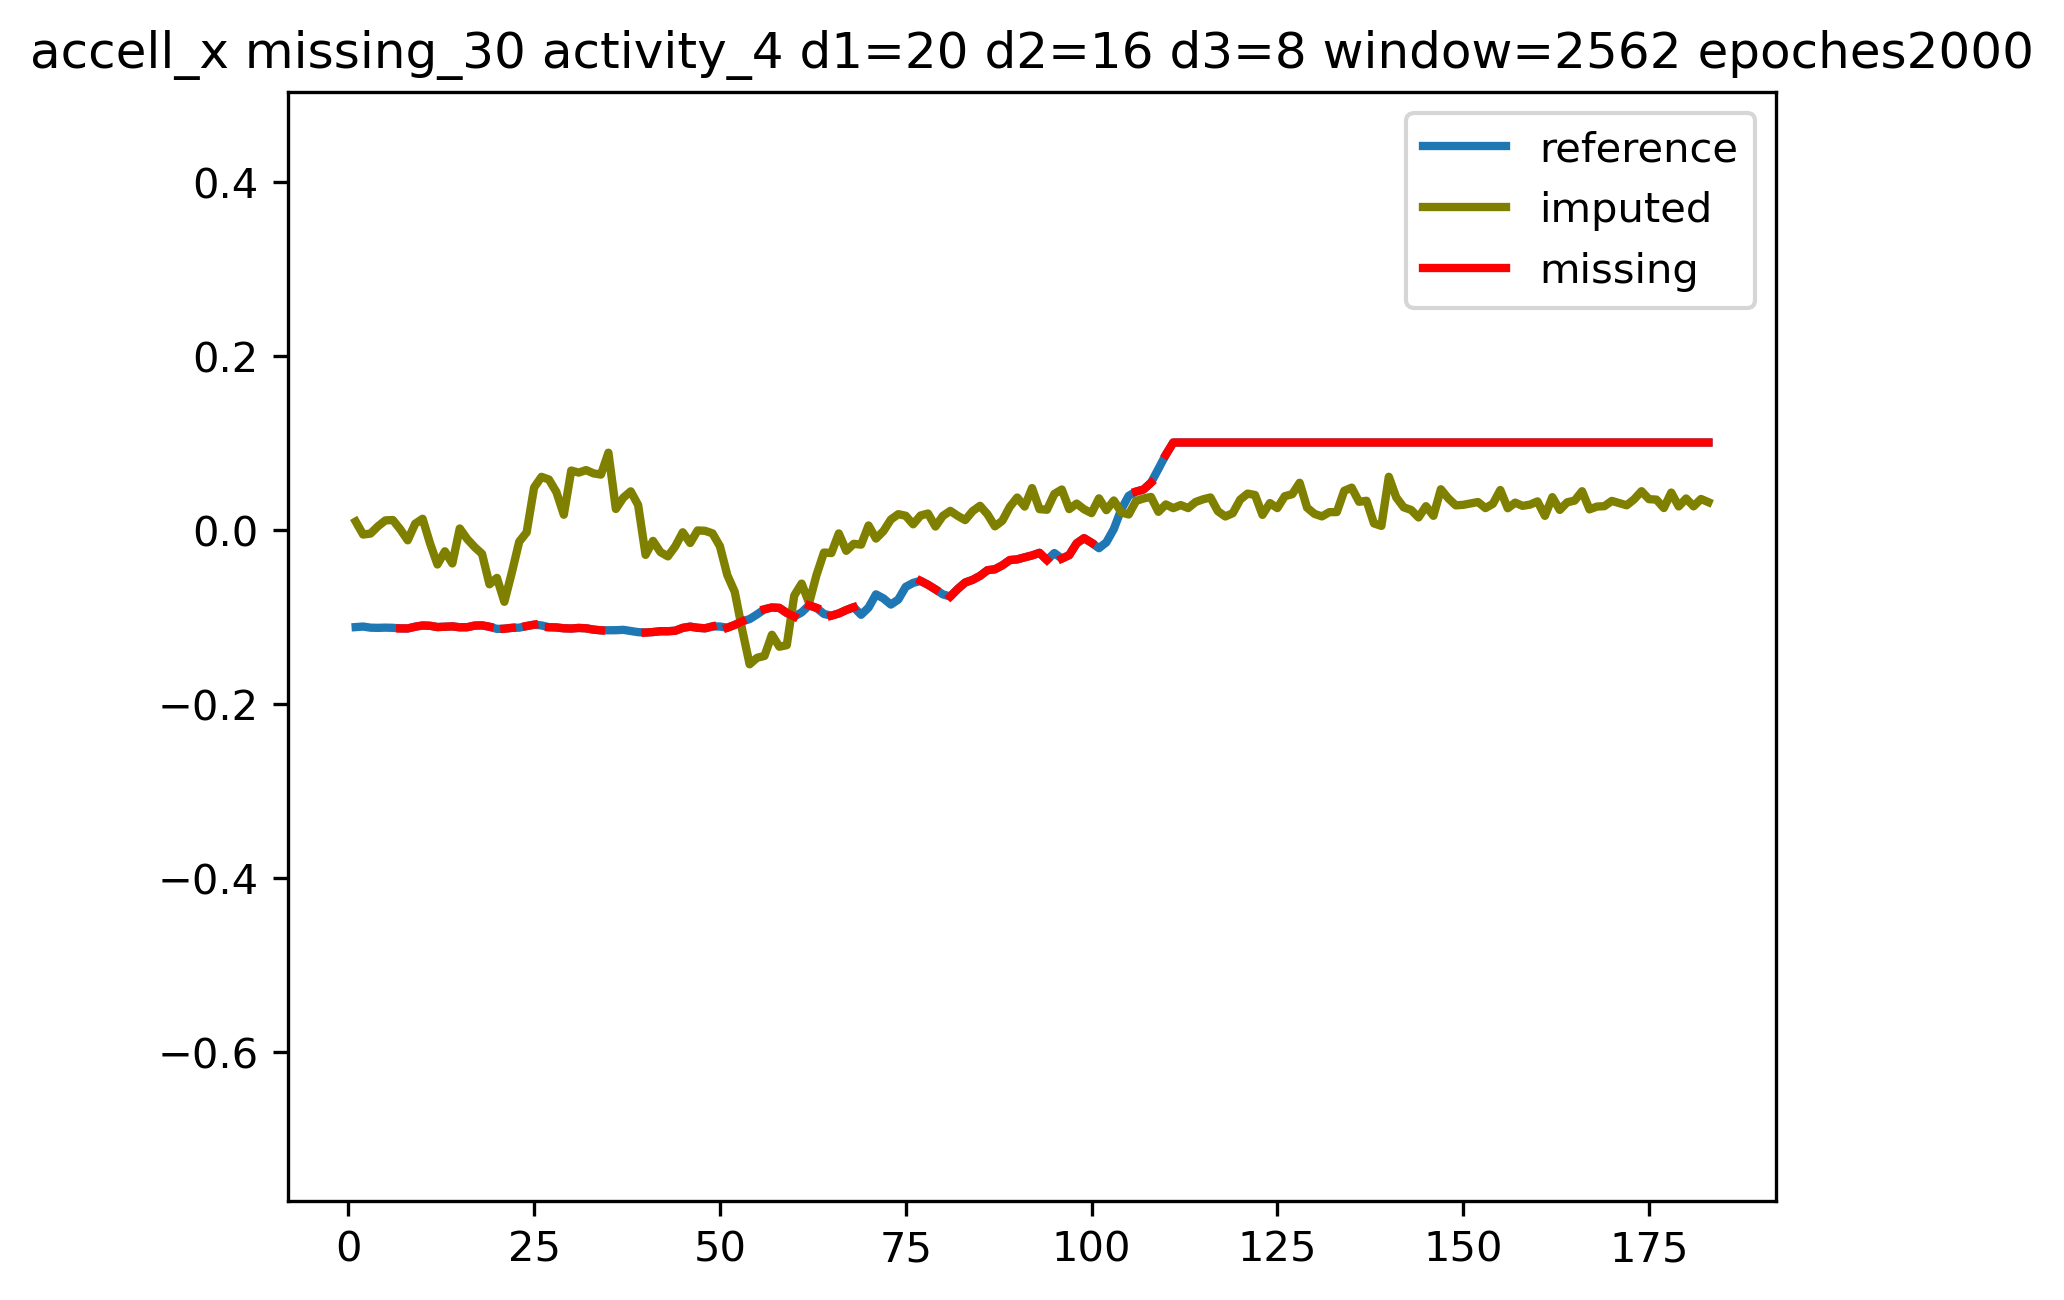 accell_x missing_30 activity_4 d1=20 d2=16 d3=8 window=2562 epoches2000
reference
imputed
missing
0.4
0.2
0.0
−0.2
−0.4
−0.6
0 25 50 75 100 125 150 175